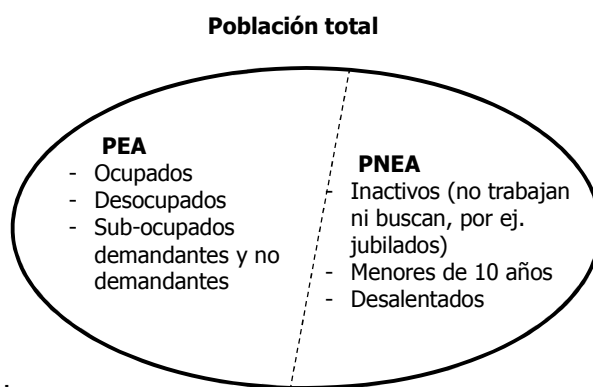 Población total
PEA
- Ocupados
- Desocupados
- Sub-ocupados
demandantes y no
demandantes
PNEA
- Inactivos (no trabajan
ni buscan, por ej.
jubilados)
- Menores de 10 años
- Desalentados